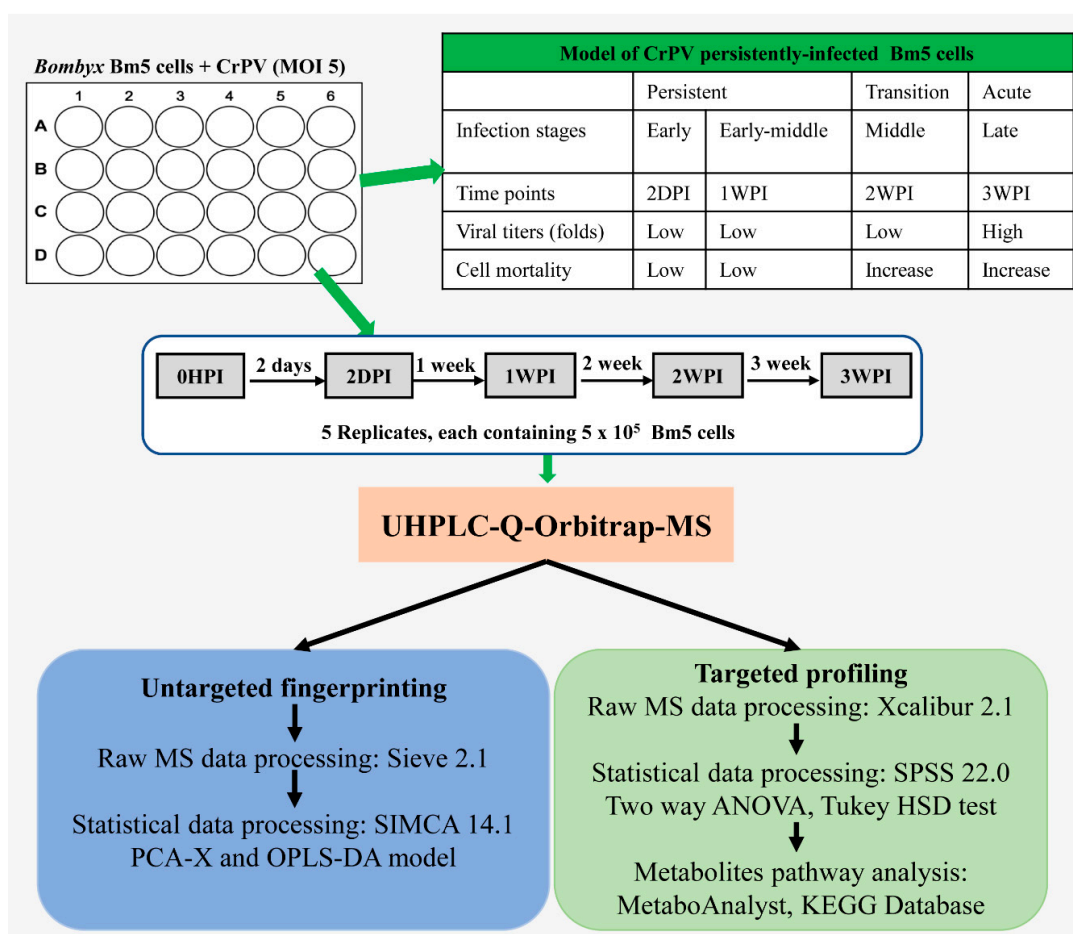 Bombyx Bm5 cells + CrPV (MOI 5)
1 2 3 4 5 6
A
B
C
D
Model of CrPV persistently-infected Bm5 cells
Persistent Transition Acute
Infection stages Early Early-middle Middle Late
Time points 2DPI 1WPI 2WPI 3WPI
Viral titers (folds) Low Low Low High
Cell mortality Low Low Increase Increase
0HPI 2 days 2DPI 1 week 1WPI 2 week 2WPI 3 week 3WPI
5 Replicates, each containing 5 x 10⁵ Bm5 cells
UHPLC-Q-Orbitrap-MS
Untargeted fingerprinting
Raw MS data processing: Sieve 2.1
Statistical data processing: SIMCA 14.1
PCA-X and OPLS-DA model
Targeted profiling
Raw MS data processing: Xcalibur 2.1
Statistical data processing: SPSS 22.0
Two way ANOVA, Tukey HSD test
Metabolites pathway analysis:
MetaboAnalyst, KEGG Database